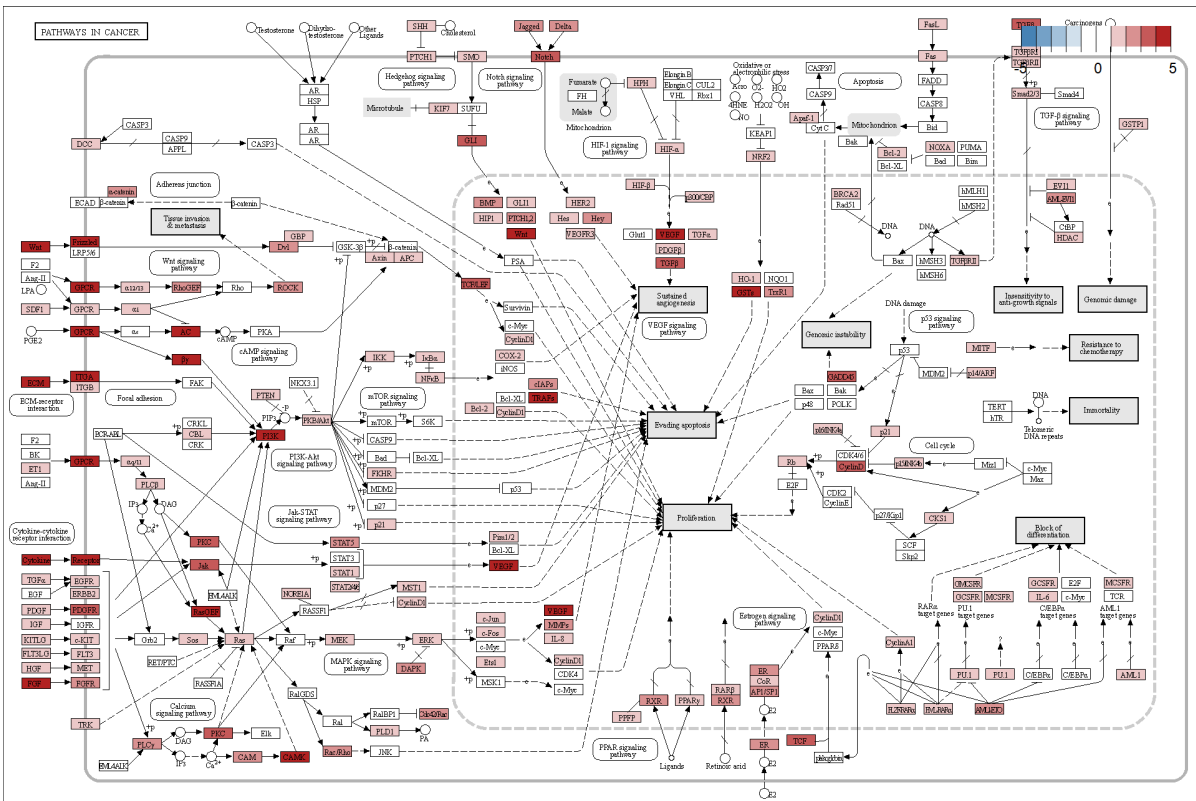 PATHWAYS IN CANCER
Testosterone
Dihydro-
testosterone
Other
Ligands
SHH
Cholesterol
Jagged
Delta
FasL
TGFβ
Carcinogens
PTCH1
SMO
Notch
Fas
TGFβRI
TGFβRII
0
5
Hedgehog signaling
pathway
Notch signaling
pathway
Fumarate
FH
Malate
Mitochondrion
HPH
Elongin B
Elongin C
CUL2
VHL
Rbx1
Oxidative or
electrophilic stress
Acro
O2-
HO2
4HNE
H2O2
OH
NO
CASP3/7
CASP9
Apoptosis
FADD
CASP8
Bid
Smad2/3
Smad4
TGF-β signaling
pathway
AR
HSP
AR
AR
Microtubule
KIF7
SUFU
GLI
HIF-1 signaling
pathway
HIF-α
KEAP1
NRF2
Apaf-1
Cyt C
Mitochondrion
Bak
Bcl-2
Bcl-XL
NOXA
PUMA
Bad
Bim
GSTP1
DCC
CASP3
CASP9
APPL
CASP3
Adherens junction
α-catenin
ECAD
β-catenin
β-catenin
Tissue invasion
& metastasis
BMP
GLI1
HIP1
PTCH1,2
Wnt
HER2
Hes
Hey
VEGFR3
HIF-β
p300/CBP
Glut1
VEGF
TGFα
PDGFβ
TGFβ
BRCA2
Rad51
DNA
hMLH1
hMSH2
DNA
Bax
hMSH3
hMSH6
TGFβRII
EVI1
AML-EVI1
CtBP
HDAC
Wnt
Frizzled
LRP5/6
Wnt signaling
pathway
Dvl
GBP
GSK-3β
+p
β-catenin
Axin
APC
PSA
TCF/LEF
HO-1
NQO1
GSTs
TrxR1
F2
Ang-II
LPA
GPCR
α12/13
RhoGEF
Rho
ROCK
SDF1
GPCR
αi
PGE2
GPCR
αs
AC
cAMP
PKA
cAMP signaling
pathway
βγ
Sustained
angiogenesis
VEGF signaling
pathway
Survivin
c-Myc
CyclinD1
Genomic instability
DNA damage
p53 signaling
pathway
p53
Insensitivity to
anti-growth signals
Genomic damage
Resistance to
chemotherapy
MITF
MDM2
p14/ARF
ECM
ITGA
ITGB
ECM-receptor
interaction
FAK
Focal adhesion
PTEN
NKX3.1
PIP3
-p
PKB/Akt
PI3K
IKK
IκBα
NFκB
COX-2
iNOS
cIAPs
Bcl-XL
TRAFs
Bcl-2
CyclinD1
mTOR signaling
pathway
mTOR
S6K
GADD45
Bax
Bak
p48
POLK
TERT
hTR
DNA
Telomeric
DNA repeats
Immortality
Evading apoptosis
BCR-ABL
CRKL
CBL
CRK
PI3K-Akt
signaling pathway
CASP9
Bad
Bcl-XL
FKHR
MDM2
p53
p27
p21
F2
BK
ET1
Ang-II
GPCR
αq/11
PLCβ
IP3
DAG
Ca2+
p16INK4a
p21
Cell cycle
CDK4/6
CyclinD
p15INK4b
Miz1
c-Myc
Max
Rb
E2F
CDK2
CyclinE
p27/Kip1
CKS1
SCF
Skp2
Proliferation
Jak-STAT
signaling pathway
Block of
differentiation
Cytokine-cytokine
receptor interaction
Cytokine
Receptor
PKC
Jak
STAT5
STAT3
STAT1
Pim1/2
Bcl-XL
VEGF
TGFα
EGFR
EGF
ERBB2
PDGF
PDGFR
IGF
IGFR
KITLG
c-KIT
FLT3LG
FLT3
HGF
MET
FGF
FGFR
TRK
EML4ALK
RasGEF
NORE1A
RASSF1
MST1
CyclinD1
Grb2
Sos
Ras
Raf
MEK
ERK
DAPK
MAPK signaling
pathway
c-Jun
c-Fos
c-Myc
Ets1
MSK1
VEGF
MMPs
IL-8
CyclinD1
CDK4
c-Myc
RET/PTC
RASSF1A
RalGDS
Ral
RalBP1
Cdc42/Rac
PLD1
PA
Rac/Rho
JNK
Calcium
signaling pathway
PLCγ
DAG
PKC
Elk
IP3
Ca2+
CAM
CAMK
EML4ALK
Estrogen signaling
pathway
ER
CoR
AP1/SP1
E2
ER
E2
E2
CyclinD1
c-Myc
PPARδ
TCF
PPFP
RXR
PPARγ
RARβ
RXR
Ligands
Retinoic acid
PPAR signaling
pathway
CyclinA1
RARα
target genes
GMCSFR
GCSFR
MCSFR
PU.1
target genes
GCSFR
E2F
IL-6
c-Myc
C/EBPα
target genes
MCSFR
TCR
AML1
target genes
?
PU.1
PU.1
C/EBPα
C/EBPα
AML1
PLZF-RARα
PML-RARα
AML1-ETO